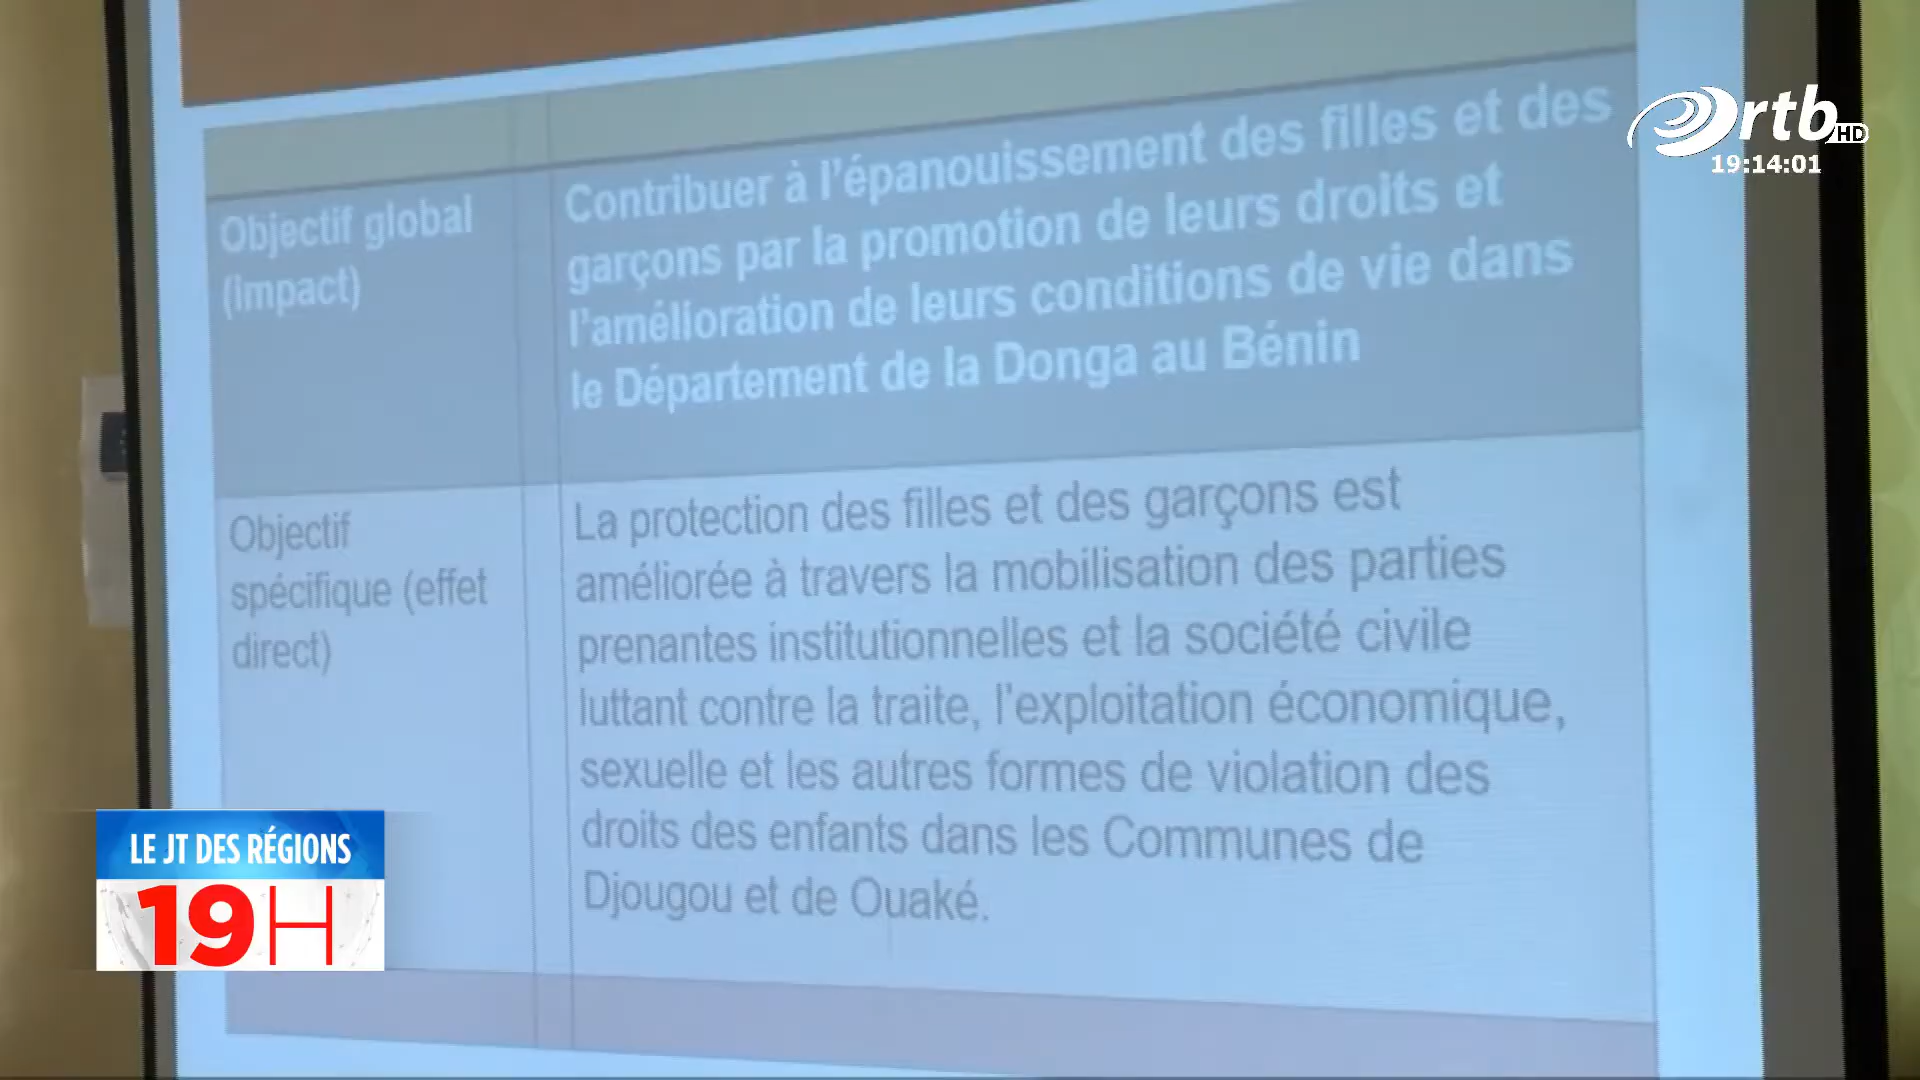 Objectif global
(impact)
Contribuer à l'épanouissement des filles et des
garçons par la promotion de leurs droits et
l'amélioration de leurs conditions de vie dans
le Département de la Donga au Bénin
Objectif
spécifique (effet
direct)
La protection des filles et des garçons est
améliorée à travers la mobilisation des parties
prenantes institutionnelles et la société civile
luttant contre la traite, l'exploitation économique,
sexuelle et les autres formes de violation des
droits des enfants dans les Communes de
Djougou et de Ouaké.
ortb HD
19:14:01
LE JT DES RÉGIONS
19H